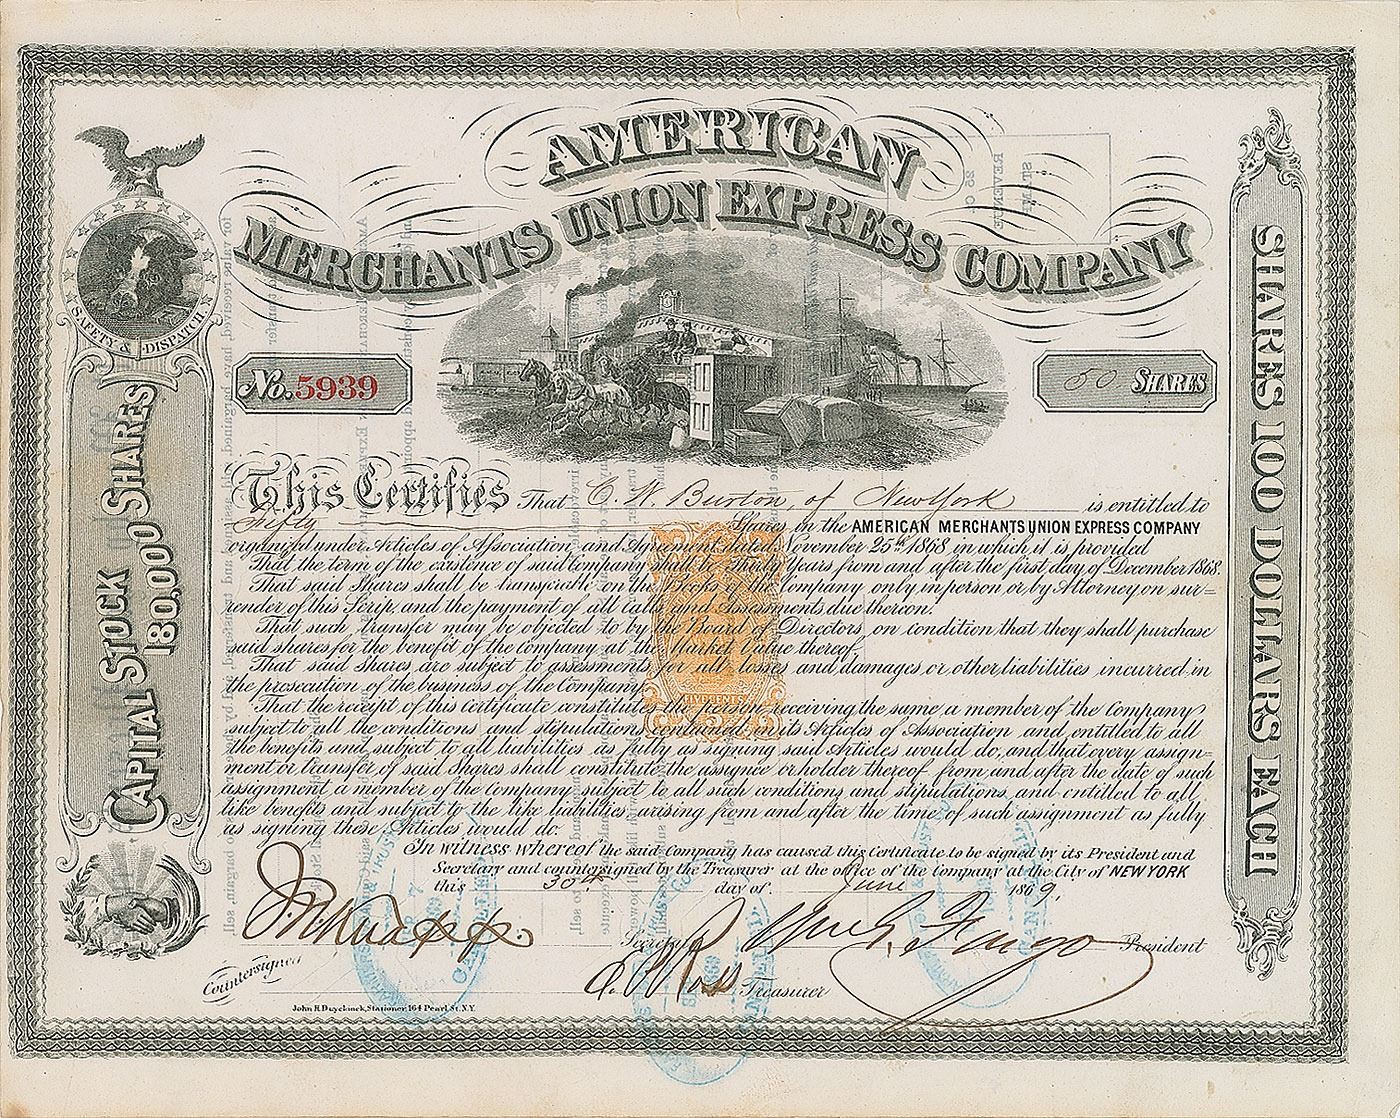 AMERICAN
MERCHANTS UNION EXPRESS COMPANY
SAFETY & DISPATCH.
No. 5939
50 SHARES
CAPITAL STOCK
180,000 SHARES
SHARES 100 DOLLARS EACH
This Certifies That C. W. Burton, of New York is entitled to
Fifty Shares in the AMERICAN MERCHANTS UNION EXPRESS COMPANY
organized under Articles of Association and Agreement dated November 25th 1868 in which it is provided
That the term of the existence of said Company shall be Thirty Years from and after the first day of December 1868.
That said Shares shall be transferable on the Books of the Company only in person or by Attorney on sur=
render of this Scrip, and the payment of all Calls and Assessments due thereon.
That such transfer may be objected to by the Board of Directors on condition that they shall purchase
said shares for the benefit of the company at the Market Value thereof
That said Shares are subject to assessments for all losses and damages or other liabilities incurred in
the prosecution of the business of the Company.
That the receipt of this Certificate constitutes the person receiving the same a member of the Company
subject to all the conditions and stipulations contained in its Articles of Association and entitled to all
the benefits and subject to all liabilities as fully as signing said Articles would do, and that every assign=
ment or transfer of said Shares shall constitute the assignee or holder thereof from and after the date of such
assignment a member of the Company subject to all such conditions and stipulations and entitled to all
like benefits and subject to the like liabilities arising from and after the time of such assignment as fully
as signing these Articles would do.
In witness whereof the said Company has caused this Certificate to be signed by its President and
Secretary and countersigned by the Treasurer at the office of the Company at the City of NEW YORK
this 30th day of June 1869.
J. N. Knapp Secretary Wm G. Fargo President
Countersigned
Treasurer
John H. Duyckinck, Stationer, 164 Pearl St. N.Y.